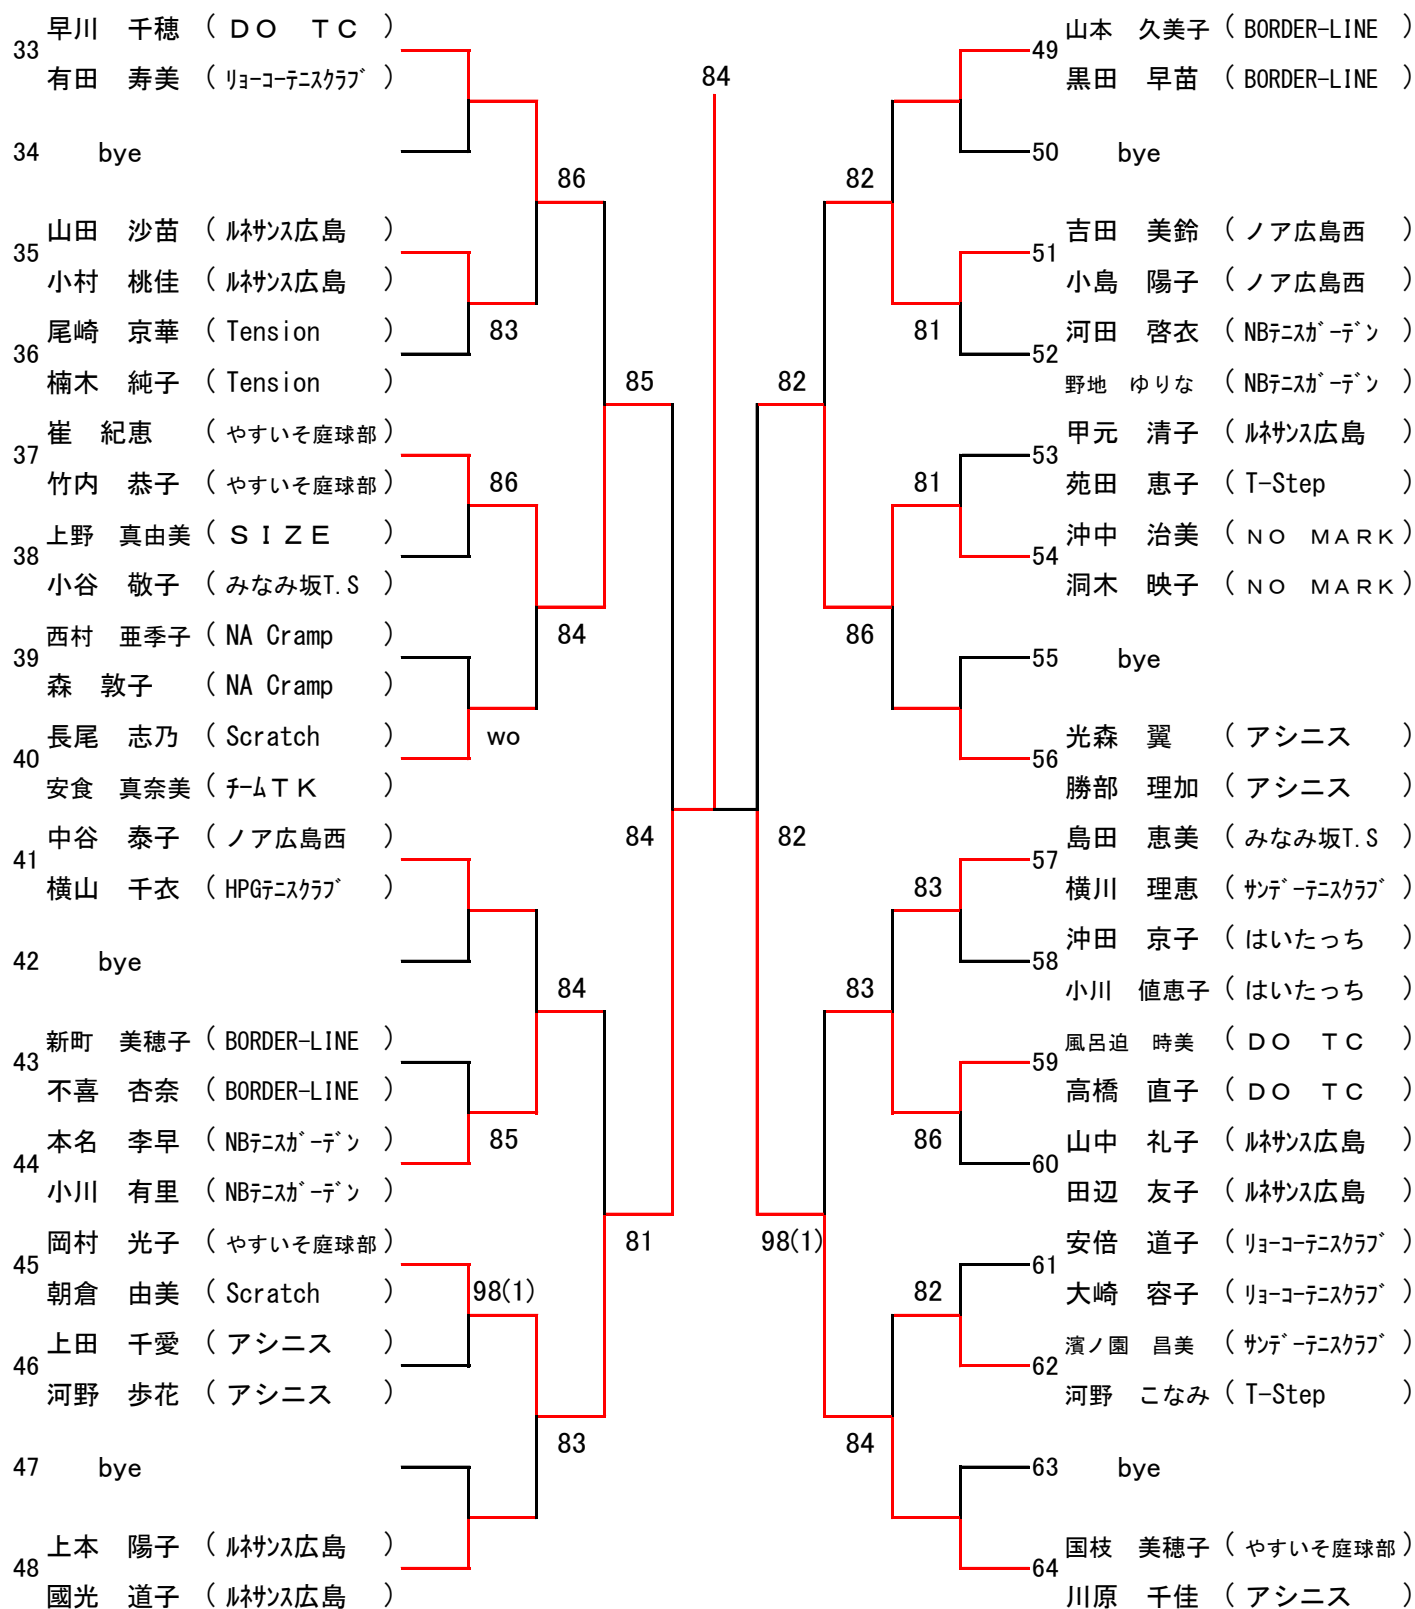 84
33 早川 千穂 ( ＤＯ ＴＣ )
有田 寿美 ( ﾘｮｰｺｰﾃﾆｽｸﾗﾌﾞ )
34 bye
86
35 山田 沙苗 ( ﾙﾈｻﾝｽ広島 )
小村 桃佳 ( ﾙﾈｻﾝｽ広島 )
83
36 尾崎 京華 ( Tension )
楠木 純子 ( Tension )
85
37 崔 紀恵 ( やすいそ庭球部 )
竹内 恭子 ( やすいそ庭球部 )
86
38 上野 真由美 ( ＳＩＺＥ )
小谷 敬子 ( みなみ坂T.S )
84
39 西村 亜季子 ( NA Cramp )
森 敦子 ( NA Cramp )
wo
40 長尾 志乃 ( Scratch )
安食 真奈美 ( ﾁｰﾑＴＫ )
84
41 中谷 泰子 ( ノア広島西 )
横山 千衣 ( HPGﾃﾆｽｸﾗﾌﾞ )
42 bye
84
43 新町 美穂子 ( BORDER-LINE )
不喜 杏奈 ( BORDER-LINE )
85
44 本名 李早 ( NBﾃﾆｽｶﾞｰﾃﾞﾝ )
小川 有里 ( NBﾃﾆｽｶﾞｰﾃﾞﾝ )
81
45 岡村 光子 ( やすいそ庭球部 )
朝倉 由美 ( Scratch )
98(1)
46 上田 千愛 ( アシニス )
河野 歩花 ( アシニス )
83
47 bye
48 上本 陽子 ( ﾙﾈｻﾝｽ広島 )
國光 道子 ( ﾙﾈｻﾝｽ広島 )
49 山本 久美子 ( BORDER-LINE )
黒田 早苗 ( BORDER-LINE )
50 bye
82
51 吉田 美鈴 ( ノア広島西 )
小島 陽子 ( ノア広島西 )
81
52 河田 啓衣 ( NBﾃﾆｽｶﾞｰﾃﾞﾝ )
野地 ゆりな ( NBﾃﾆｽｶﾞｰﾃﾞﾝ )
82
53 甲元 清子 ( ﾙﾈｻﾝｽ広島 )
苑田 恵子 ( T-Step )
81
54 沖中 治美 ( ＮＯ ＭＡＲＫ )
洞木 映子 ( ＮＯ ＭＡＲＫ )
86
55 bye
56 光森 翼 ( アシニス )
勝部 理加 ( アシニス )
82
57 島田 恵美 ( みなみ坂T.S )
横川 理恵 ( ｻﾝﾃﾞｰﾃﾆｽｸﾗﾌﾞ )
83
58 沖田 京子 ( はいたっち )
小川 値恵子 ( はいたっち )
83
59 風呂迫 時美 ( ＤＯ ＴＣ )
高橋 直子 ( ＤＯ ＴＣ )
86
60 山中 礼子 ( ﾙﾈｻﾝｽ広島 )
田辺 友子 ( ﾙﾈｻﾝｽ広島 )
98(1)
61 安倍 道子 ( ﾘｮｰｺｰﾃﾆｽｸﾗﾌﾞ )
大崎 容子 ( ﾘｮｰｺｰﾃﾆｽｸﾗﾌﾞ )
82
62 濱ノ園 昌美 ( ｻﾝﾃﾞｰﾃﾆｽｸﾗﾌﾞ )
河野 こなみ ( T-Step )
84
63 bye
64 国枝 美穂子 ( やすいそ庭球部 )
川原 千佳 ( アシニス )